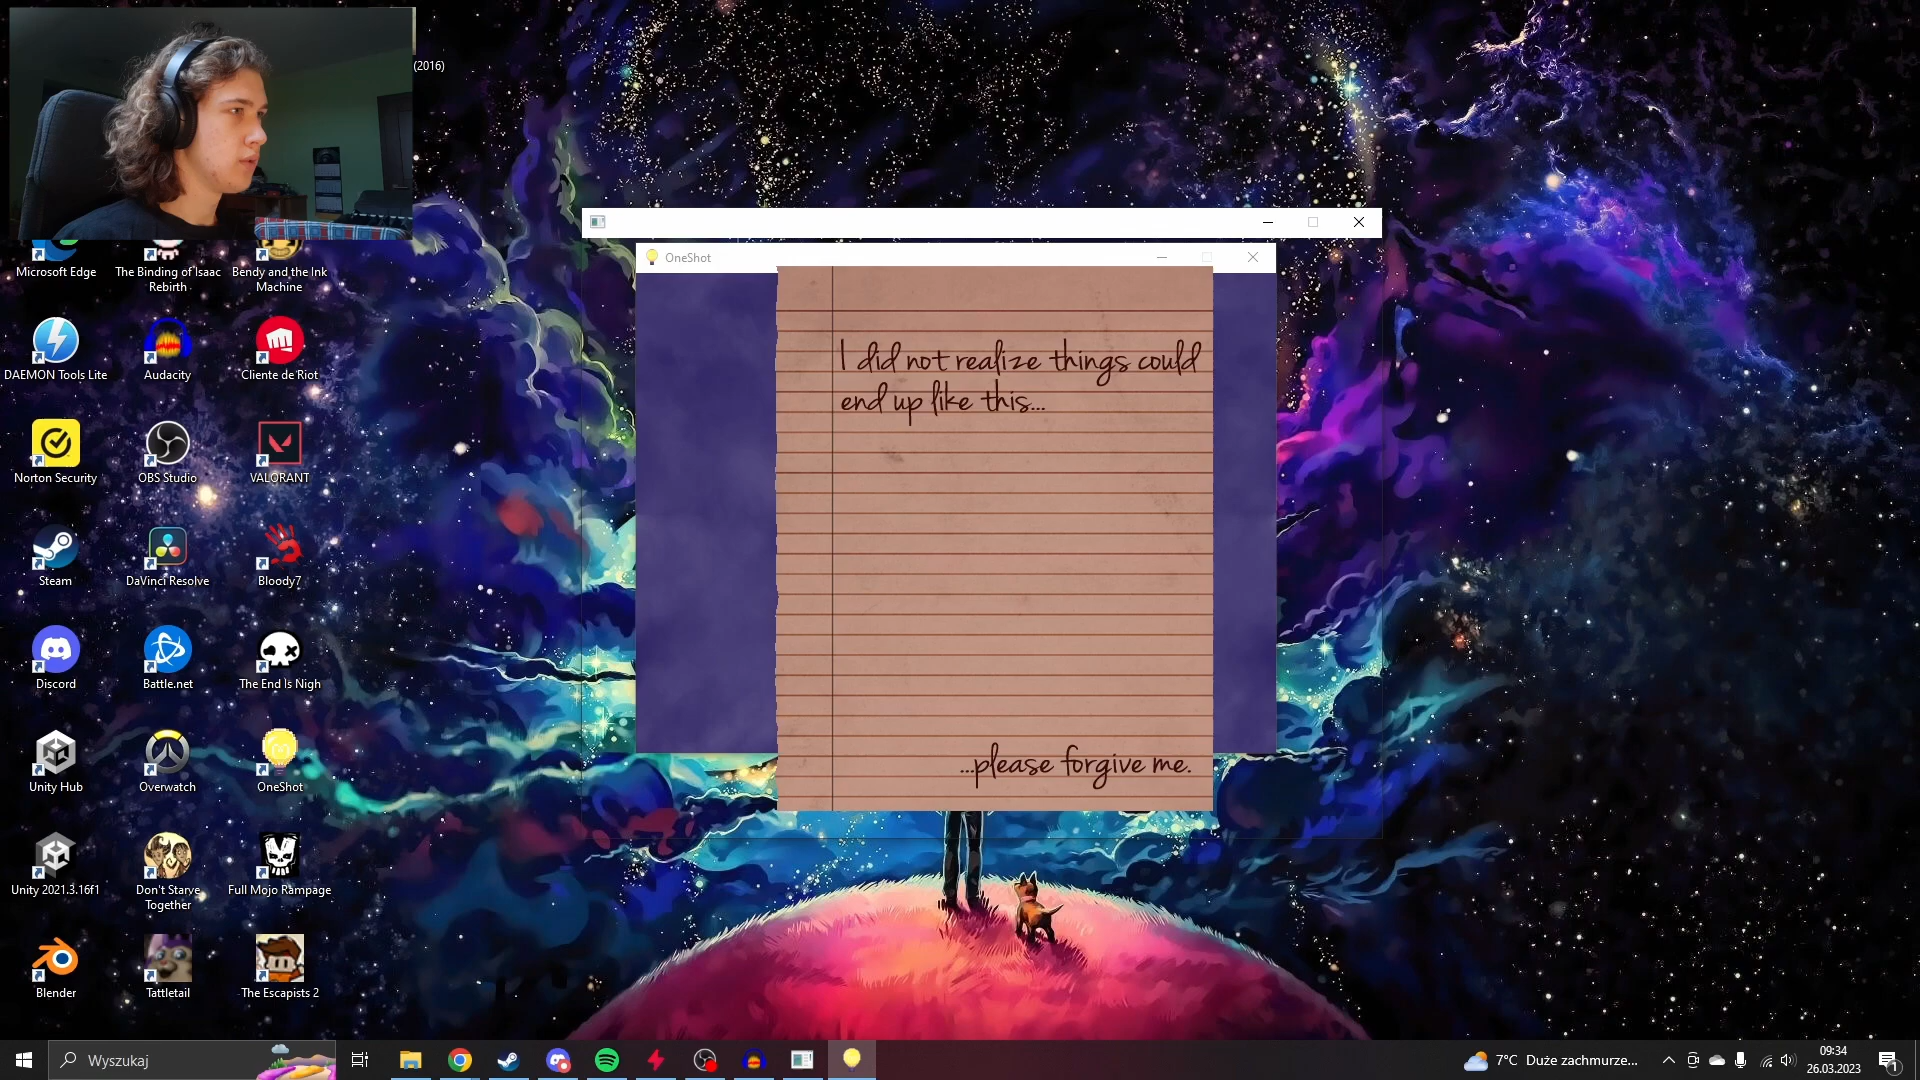 (2016)
OneShot
I did not realize things could
end up like this...
...please forgive me.
Microsoft Edge
The Binding of Isaac
Rebirth
Bendy and the Ink
Machine
DAEMON Tools Lite
Audacity
Cliente de Riot
Norton Security
OBS Studio
VALORANT
Steam
DaVinci Resolve
Bloody7
Discord
Battle.net
The End Is Nigh
Unity Hub
Overwatch
OneShot
Unity 2021.3.16f1
Don't Starve
Together
Full Mojo Rampage
Blender
Tattletail
The Escapists 2
Wyszukaj
7°C Duże zachmurze...
09:34
26.03.2023
1